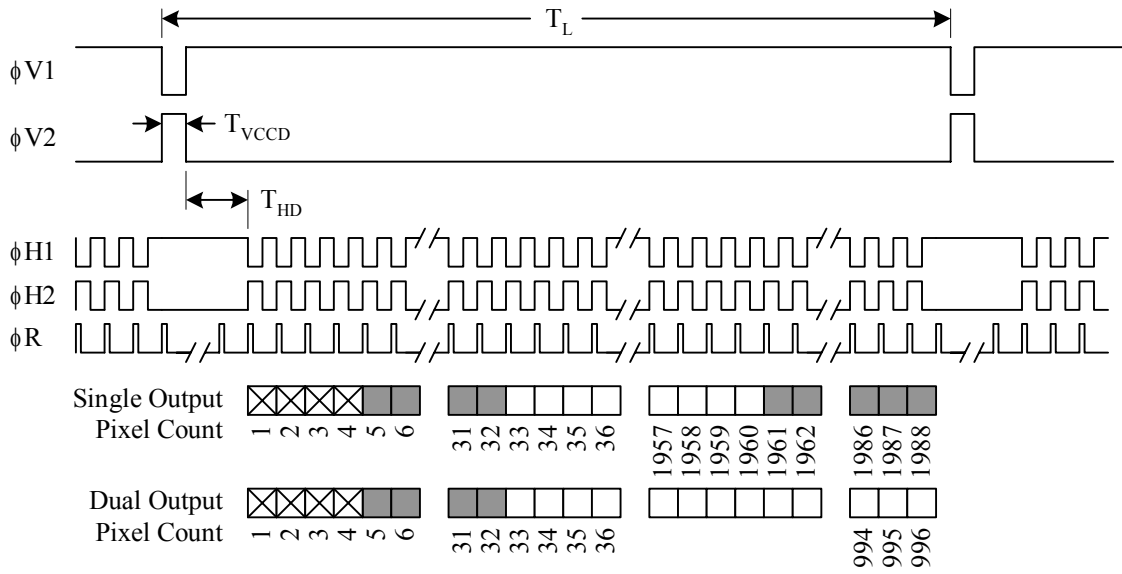 T_L
ϕV1
ϕV2
T_VCCD
T_HD
ϕH1
ϕH2
ϕR
Single Output
Pixel Count
1 2 3 4 5 6 31 32 33 34 35 36 1957 1958 1959 1960 1961 1962 1986 1987 1988
Dual Output
Pixel Count
1 2 3 4 5 6 31 32 33 34 35 36 994 995 996